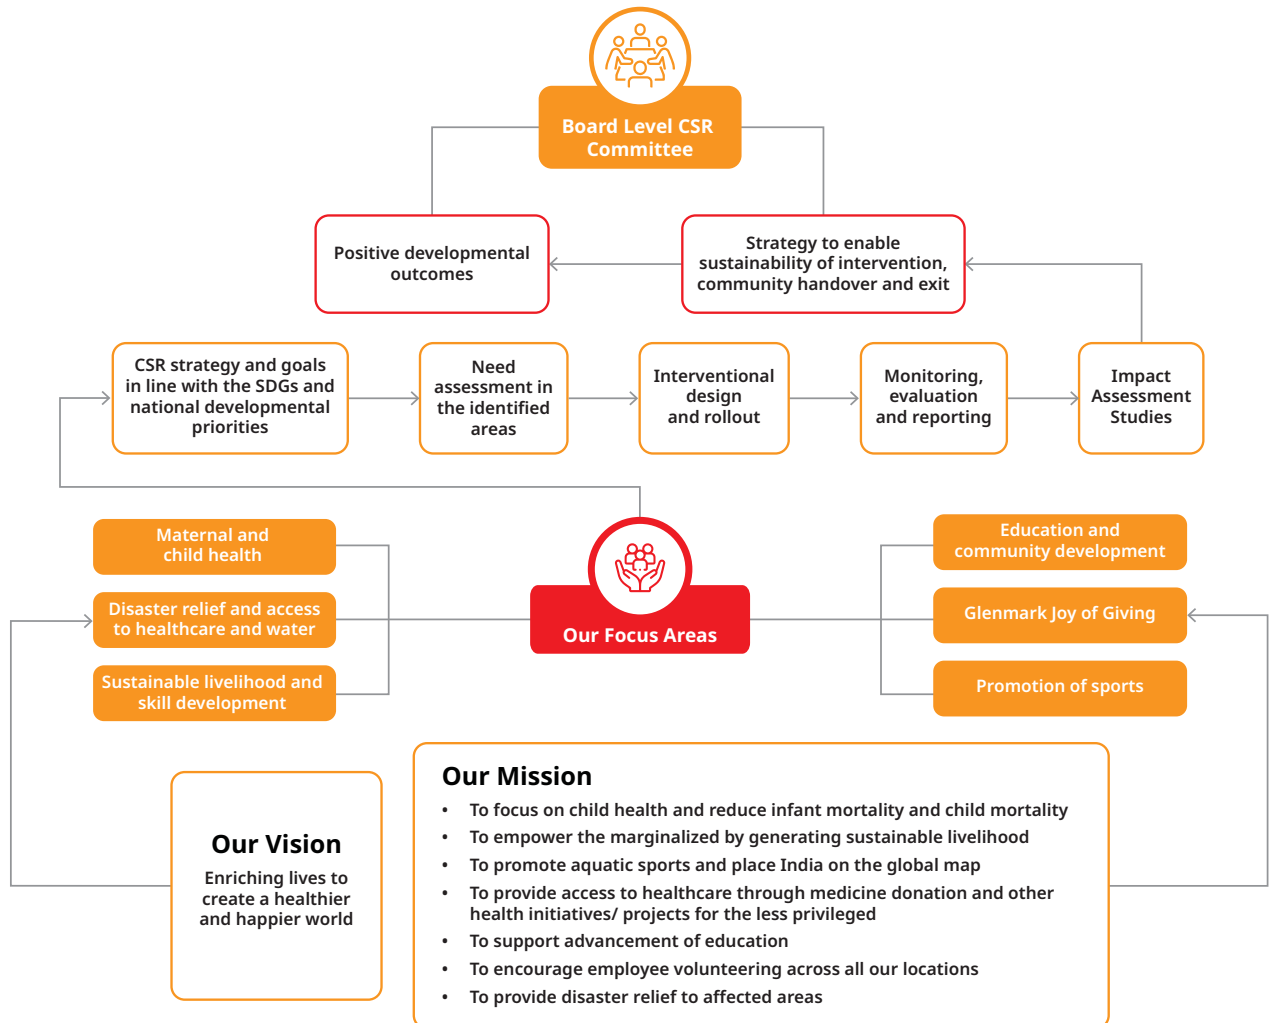 Board Level CSR
Committee
Positive developmental
outcomes
Strategy to enable
sustainability of intervention,
community handover and exit
CSR strategy and goals
in line with the SDGs and
national developmental
priorities
Need
assessment in
the identified
areas
Interventional
design
and rollout
Monitoring,
evaluation
and reporting
Impact
Assessment
Studies
Maternal and
child health
Disaster relief and access
to healthcare and water
Sustainable livelihood and
skill development
Our Focus Areas
Education and
community development
Glenmark Joy of Giving
Promotion of sports
Our Vision
Enriching lives to
create a healthier
and happier world
Our Mission
• To focus on child health and reduce infant mortality and child mortality
• To empower the marginalized by generating sustainable livelihood
• To promote aquatic sports and place India on the global map
• To provide access to healthcare through medicine donation and other
health initiatives/ projects for the less privileged
• To support advancement of education
• To encourage employee volunteering across all our locations
• To provide disaster relief to affected areas